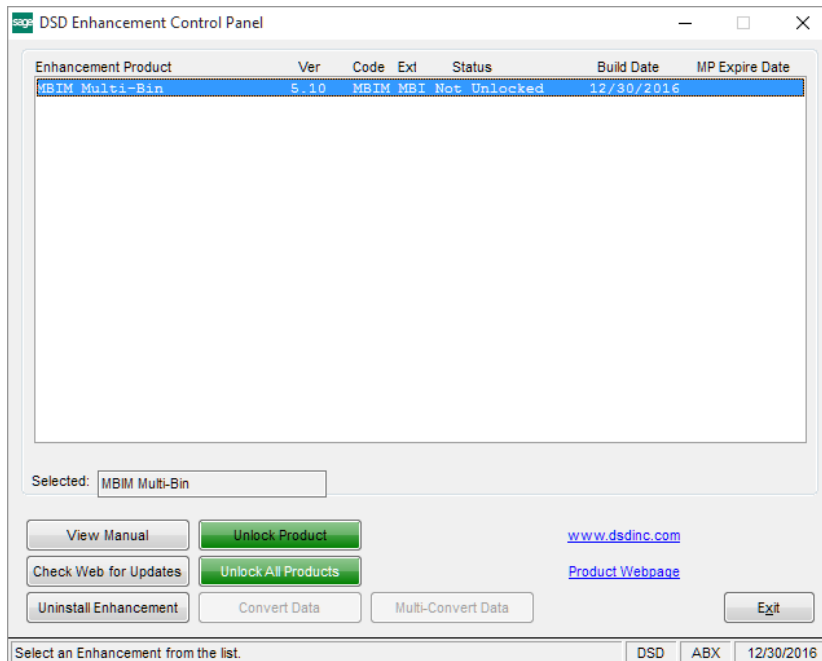 sage DSD Enhancement Control Panel
Enhancement Product Ver Code Ext Status Build Date MP Expire Date
MBIM Multi-Bin 5.10 MBIM MBI Not Unlocked 12/30/2016
Selected: MBIM Multi-Bin
View Manual Unlock Product www.dsdinc.com
Check Web for Updates Unlock All Products Product Webpage
Uninstall Enhancement Convert Data Multi-Convert Data Exit
Select an Enhancement from the list. DSD ABX 12/30/2016